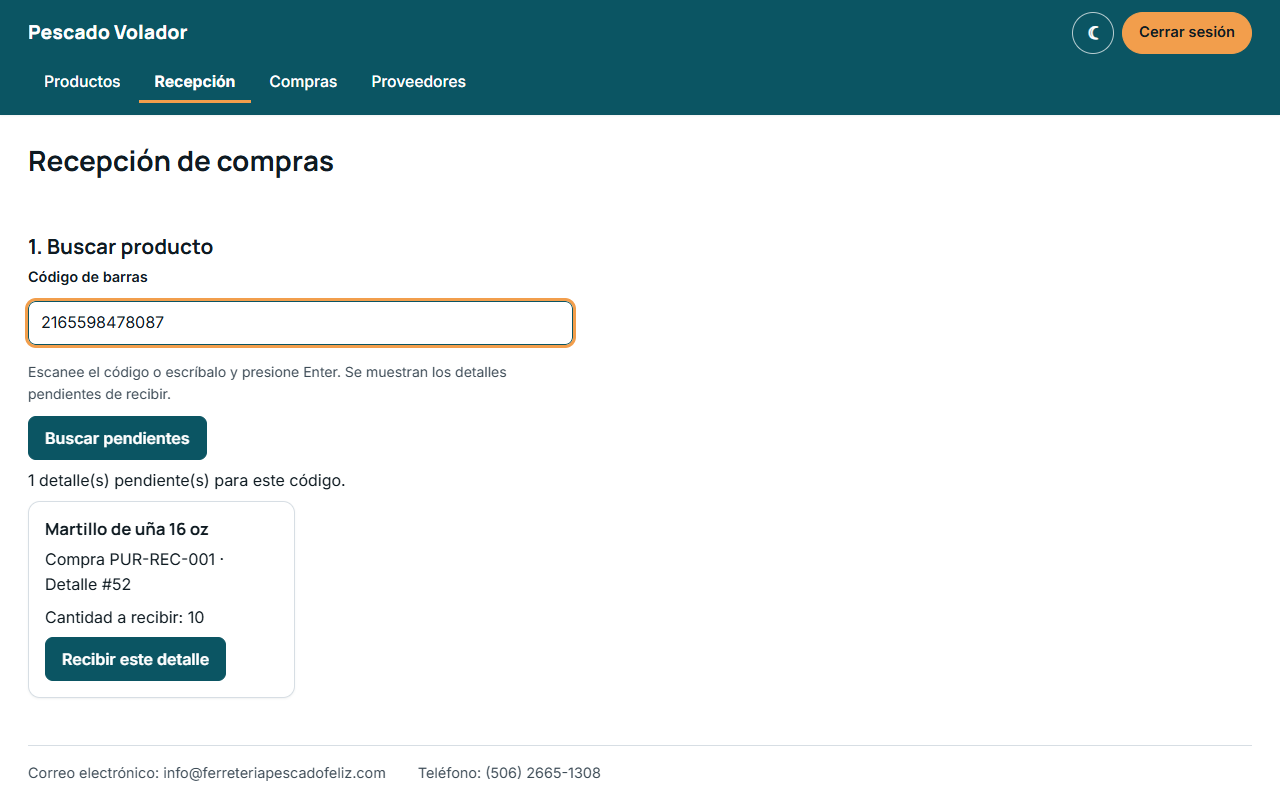 Pescado Volador
Cerrar sesión
Productos Recepción Compras Proveedores
Recepción de compras
1. Buscar producto
Código de barras
2165598478087
Escanee el código o escríbalo y presione Enter. Se muestran los detalles
pendientes de recibir.
Buscar pendientes
1 detalle(s) pendiente(s) para este código.
Martillo de uña 16 oz
Compra PUR-REC-001 ·
Detalle #52
Cantidad a recibir: 10
Recibir este detalle
Correo electrónico: info@ferreteriapescadofeliz.com Teléfono: (506) 2665-1308